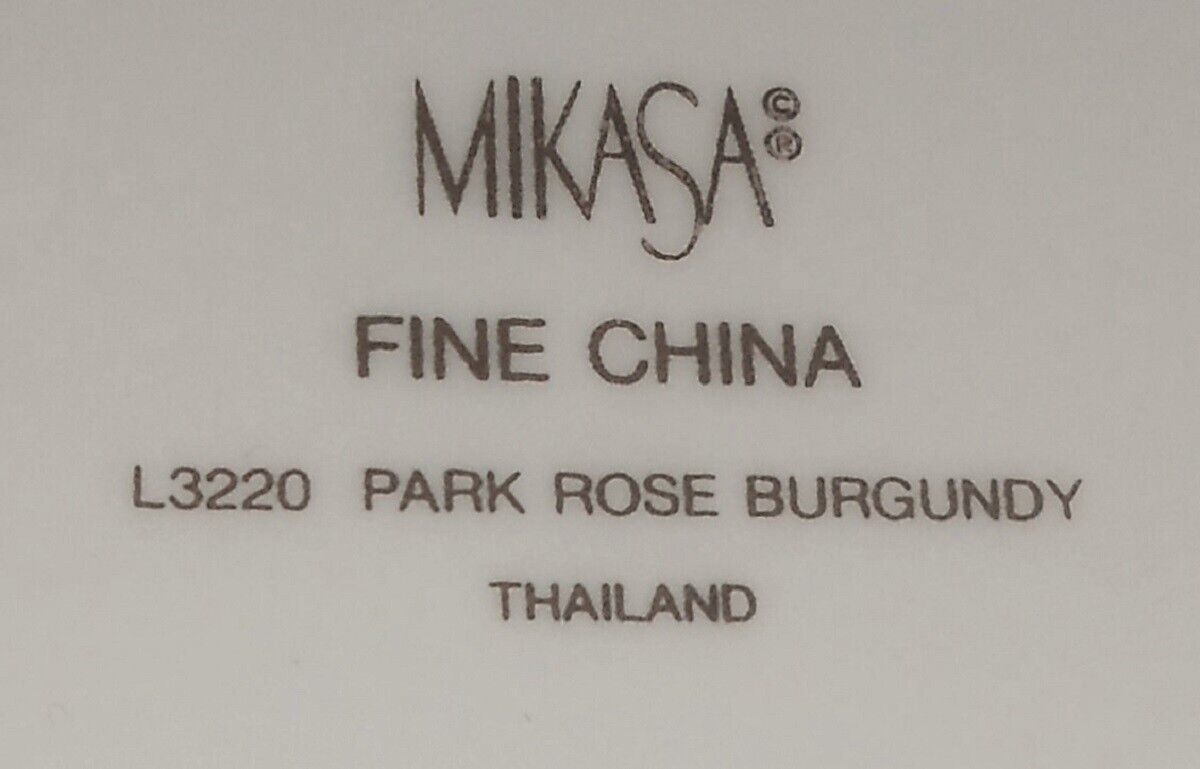 MIKASA©®
FINE CHINA
L3220 PARK ROSE BURGUNDY
THAILAND